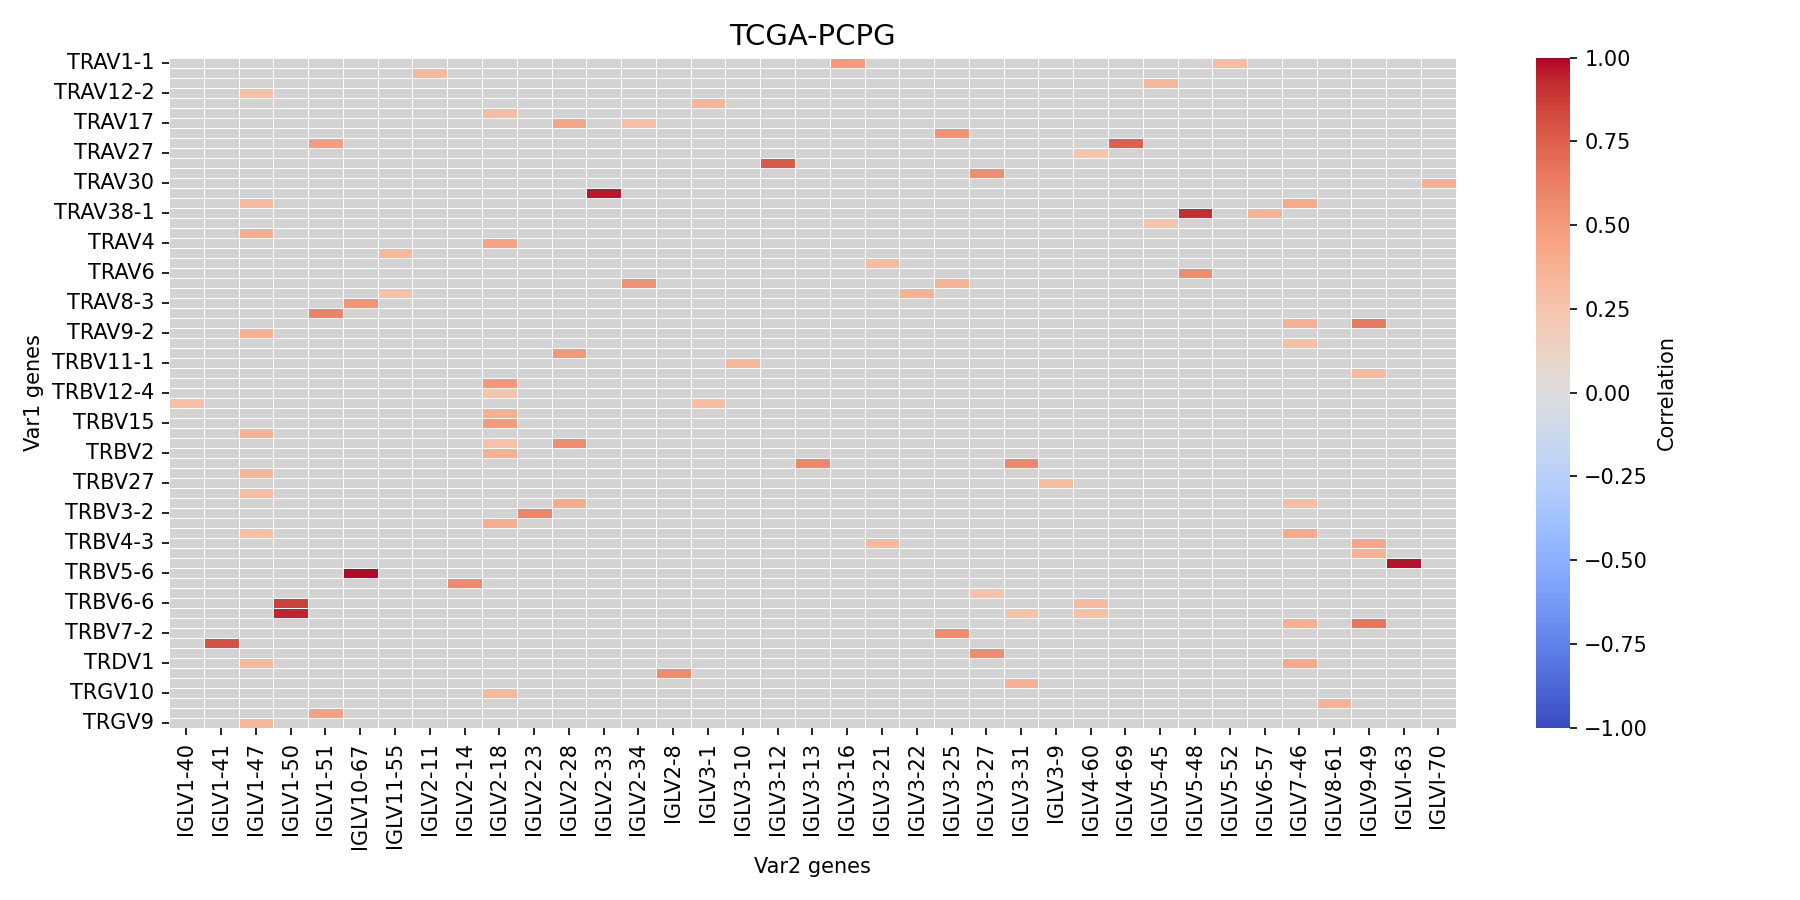 TCGA-PCPG
TRAV1-1
TRAV12-2
TRAV17
TRAV27
TRAV30
TRAV38-1
TRAV4
TRAV6
TRAV8-3
TRAV9-2
TRBV11-1
TRBV12-4
TRBV15
TRBV2
TRBV27
TRBV3-2
TRBV4-3
TRBV5-6
TRBV6-6
TRBV7-2
TRDV1
TRGV10
TRGV9
Var1 genes
IGLV1-40
IGLV1-41
IGLV1-47
IGLV1-50
IGLV1-51
IGLV10-67
IGLV11-55
IGLV2-11
IGLV2-14
IGLV2-18
IGLV2-23
IGLV2-28
IGLV2-33
IGLV2-34
IGLV2-8
IGLV3-1
IGLV3-10
IGLV3-12
IGLV3-13
IGLV3-16
IGLV3-21
IGLV3-22
IGLV3-25
IGLV3-27
IGLV3-31
IGLV3-9
IGLV4-60
IGLV4-69
IGLV5-45
IGLV5-48
IGLV5-52
IGLV6-57
IGLV7-46
IGLV8-61
IGLV9-49
IGLVI-63
IGLVI-70
Var2 genes
1.00
0.75
0.50
0.25
0.00
−0.25
−0.50
−0.75
−1.00
Correlation